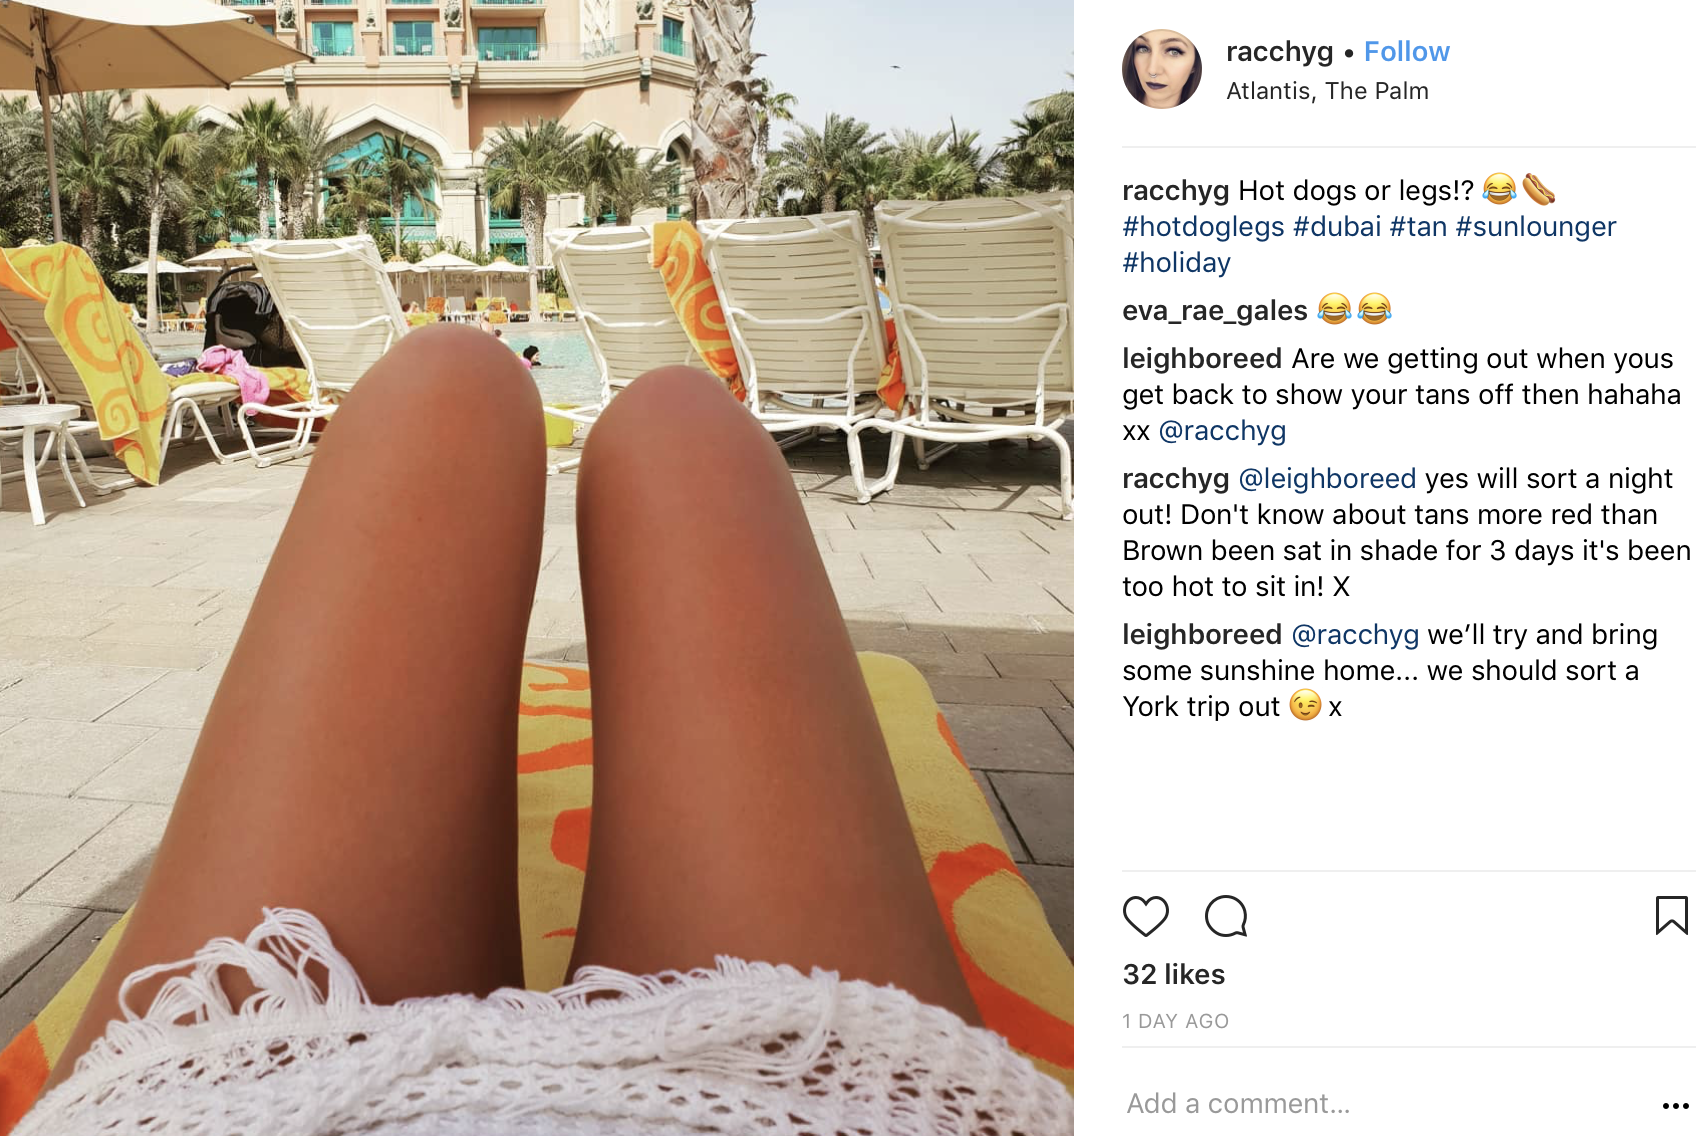 racchyg • Follow
Atlantis, The Palm
racchyg Hot dogs or legs!? 😂🌭
#hotdoglegs #dubai #tan #sunlounger
#holiday
eva_rae_gales 😂😂
leighboreed Are we getting out when yous
get back to show your tans off then hahaha
xx @racchyg
racchyg @leighboreed yes will sort a night
out! Don't know about tans more red than
Brown been sat in shade for 3 days it's been
too hot to sit in! X
leighboreed @racchyg we’ll try and bring
some sunshine home... we should sort a
York trip out 😉 x
32 likes
1 DAY AGO
Add a comment...